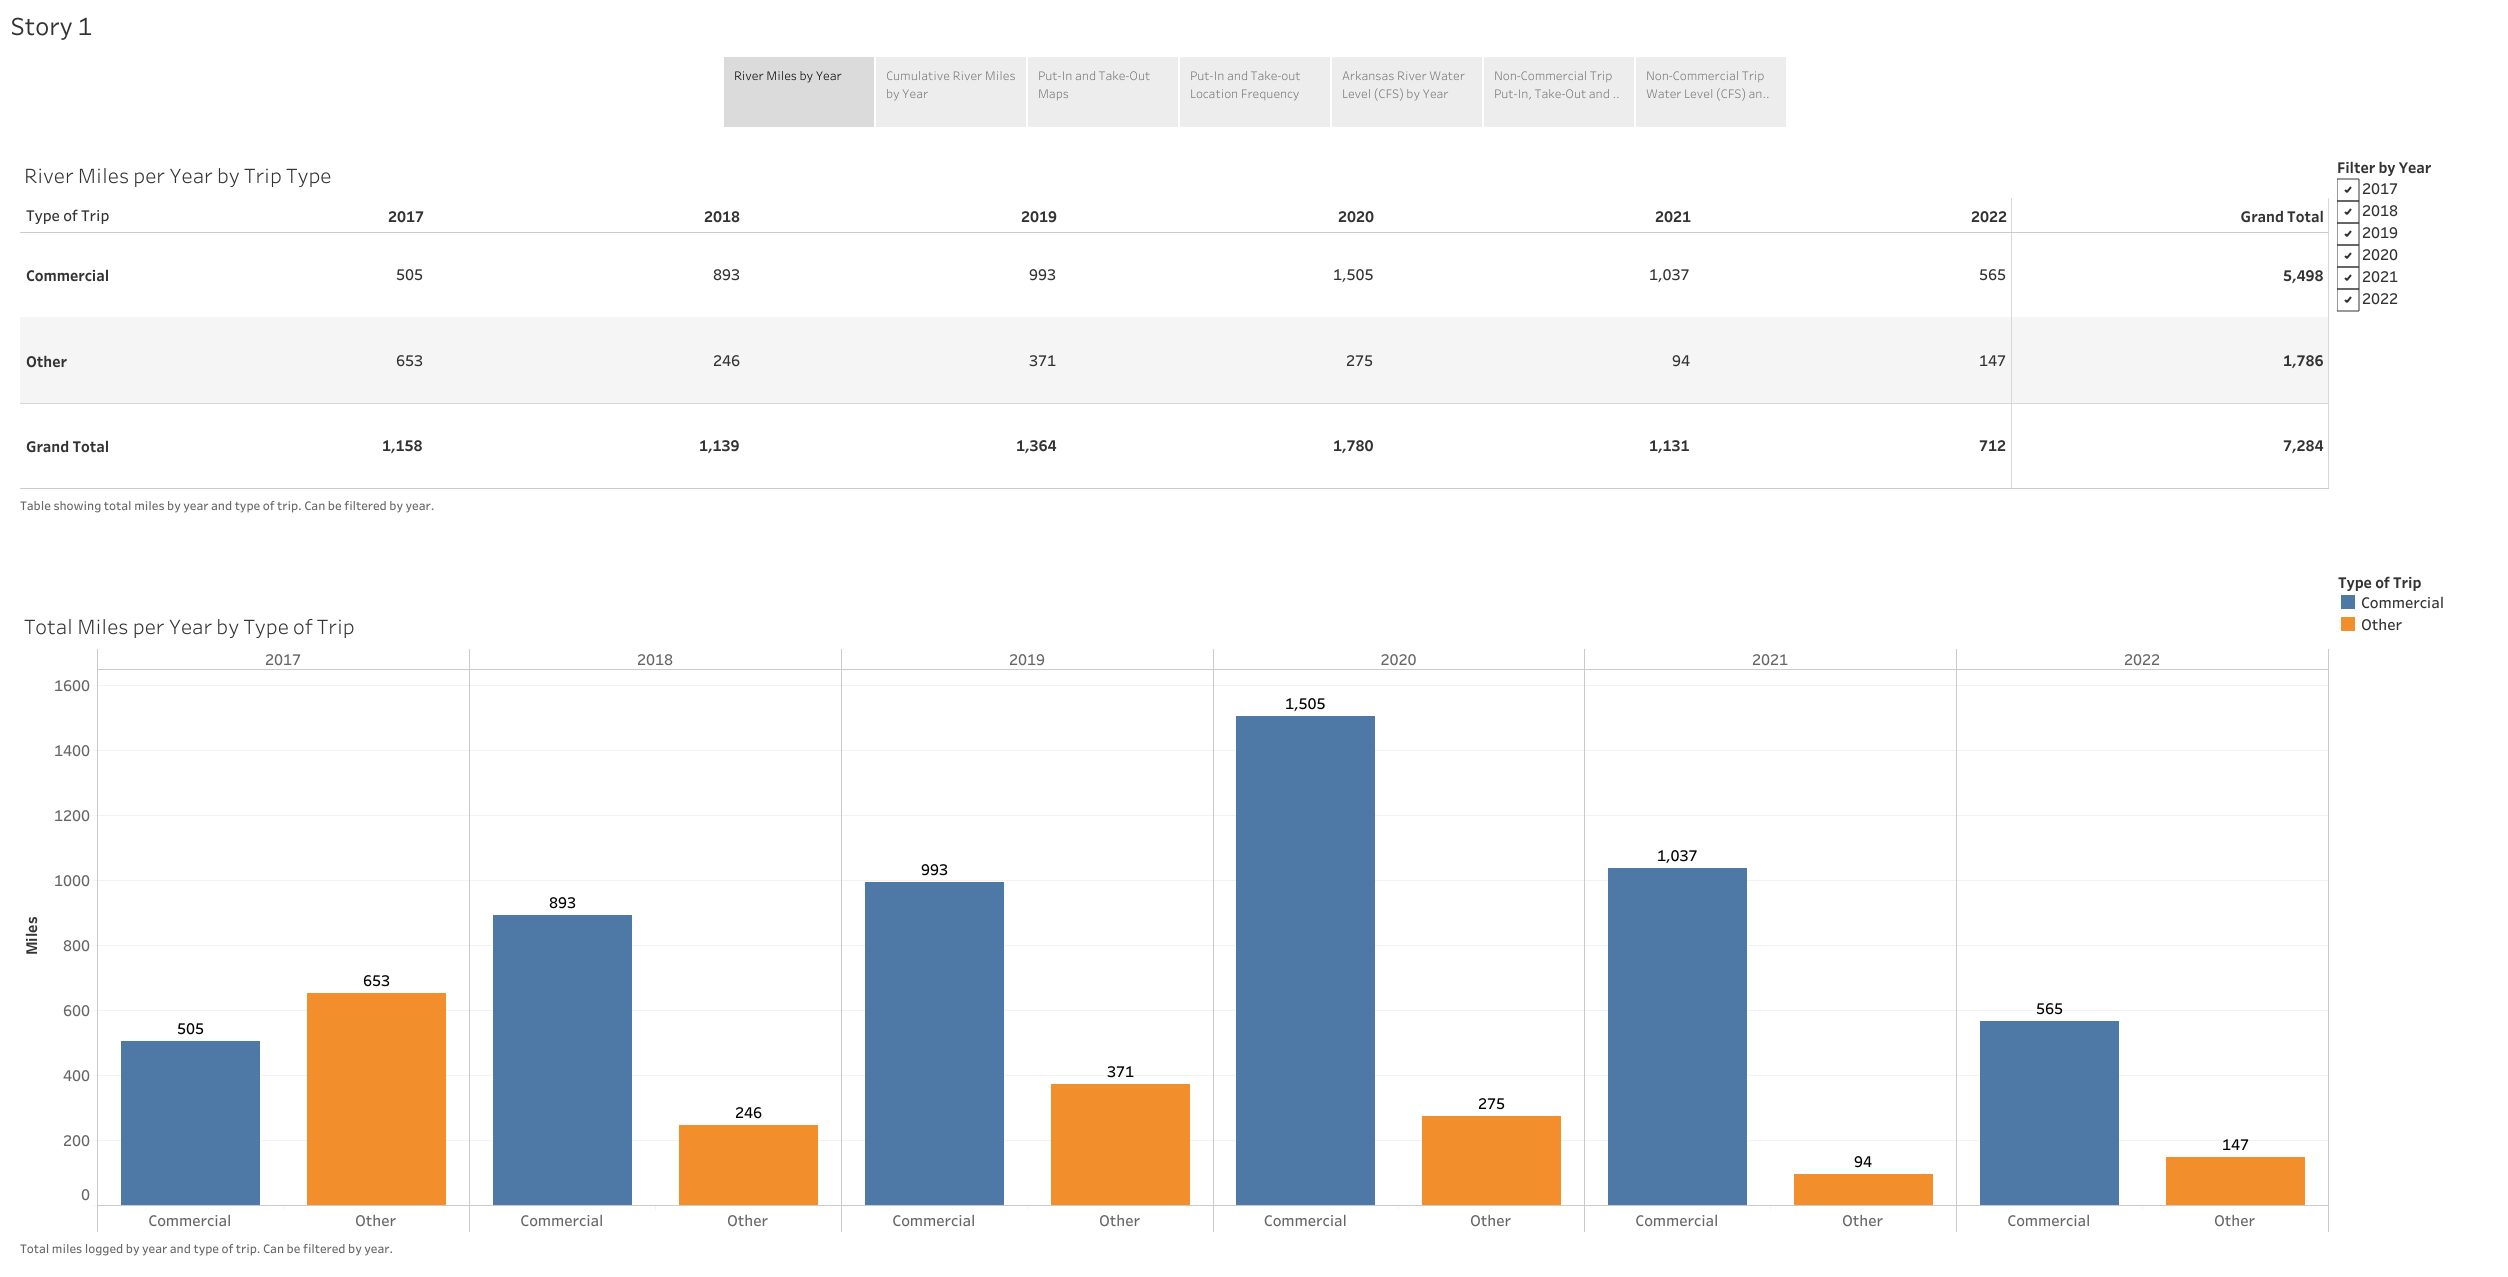 Story 1
River Miles by Year
Cumulative River Miles
by Year
Put-In and Take-Out
Maps
Put-In and Take-out
Location Frequency
Arkansas River Water
Level (CFS) by Year
Non-Commercial Trip
Put-In, Take-Out and ..
Non-Commercial Trip
Water Level (CFS) an..
River Miles per Year by Trip Type
Type of Trip 2017 2018 2019 2020 2021 2022 Grand Total
Commercial 505 893 993 1,505 1,037 565 5,498
Other 653 246 371 275 94 147 1,786
Grand Total 1,158 1,139 1,364 1,780 1,131 712 7,284
Table showing total miles by year and type of trip. Can be filtered by year.
Filter by Year
2017
2018
2019
2020
2021
2022
Type of Trip
Commercial
Other
Total Miles per Year by Type of Trip
2017 2018 2019 2020 2021 2022
Miles
1600
1400
1200
1000
800
600
400
200
0
505 653 893 246 993 371 1,505 275 1,037 94 565 147
Commercial Other Commercial Other Commercial Other Commercial Other Commercial Other Commercial Other
Total miles logged by year and type of trip. Can be filtered by year.